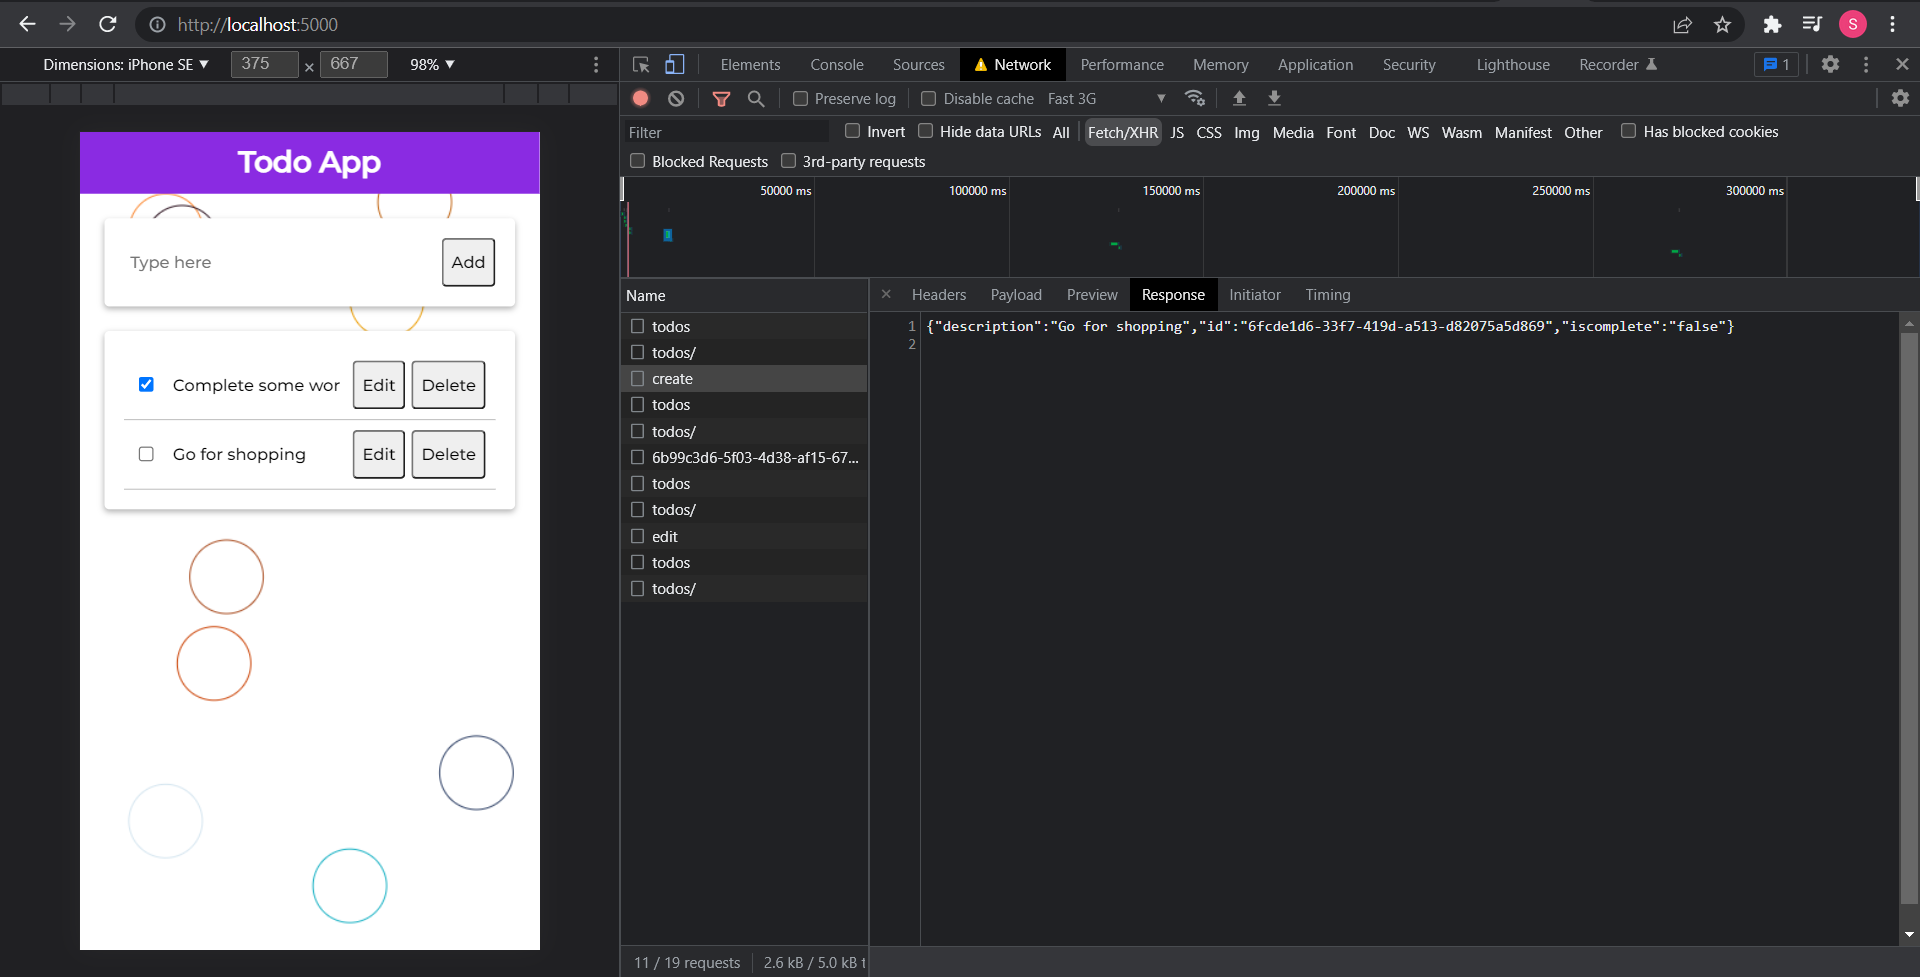 http://localhost:5000
S
Dimensions: iPhone SE ▼ 375 × 667 98% ▼
Elements Console Sources Network Performance Memory Application Security Lighthouse Recorder 1
Preserve log Disable cache Fast 3G ▼
Filter Invert Hide data URLs All Fetch/XHR JS CSS Img Media Font Doc WS Wasm Manifest Other Has blocked cookies
Blocked Requests 3rd-party requests
50000 ms 100000 ms 150000 ms 200000 ms 250000 ms 300000 ms
Todo App
Type here Add
Complete some wor Edit Delete
Go for shopping Edit Delete
Name
todos
todos/
create
todos
todos/
6b99c3d6-5f03-4d38-af15-67...
todos
todos/
edit
todos
todos/
11 / 19 requests 2.6 kB / 5.0 kB t
Headers Payload Preview Response Initiator Timing
1 {"description":"Go for shopping","id":"6fcde1d6-33f7-419d-a513-d82075a5d869","iscomplete":"false"}
2